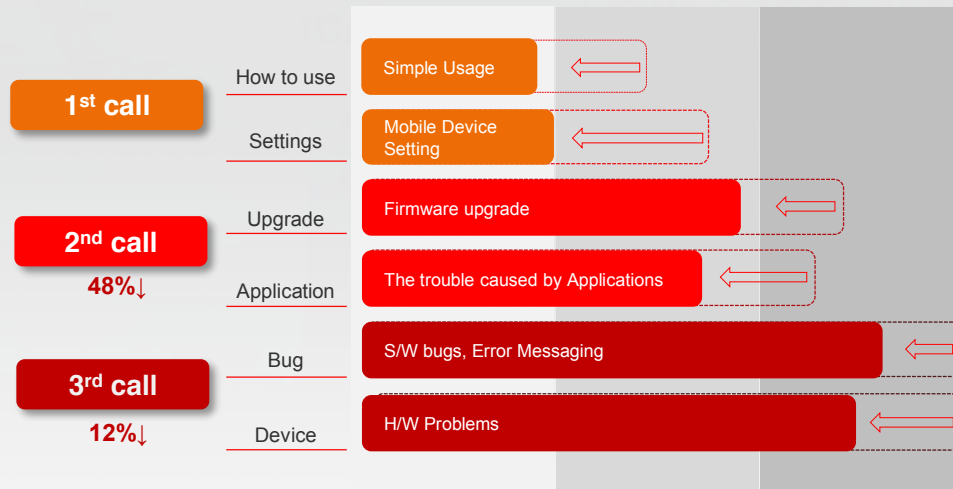 How to use
Simple Usage
1st call
Settings
Mobile Device
Setting
Upgrade
Firmware upgrade
2nd call
48%↓
Application
The trouble caused by Applications
Bug
S/W bugs, Error Messaging
3rd call
12%↓
Device
H/W Problems